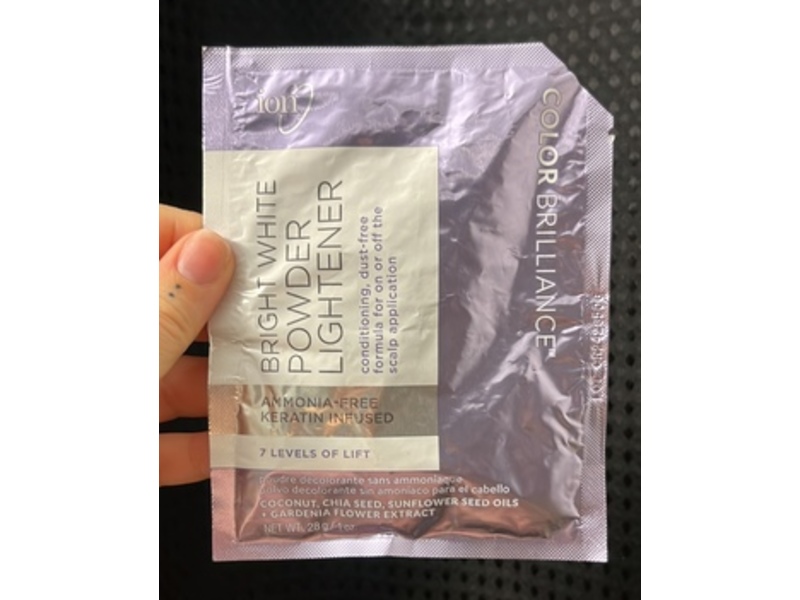 ion
COLOR BRILLIANCE™
BRIGHT WHITE
POWDER
LIGHTENER
conditioning, dust-free
formula for on or off the
scalp application
AMMONIA-FREE
KERATIN INFUSED
7 LEVELS OF LIFT
poudre décolorante sans ammoniaque
polvo decolorante sin amoniaco para el cabello
COCONUT, CHIA SEED, SUNFLOWER SEED OILS
+ GARDENIA FLOWER EXTRACT
NET WT. 28g/1 oz